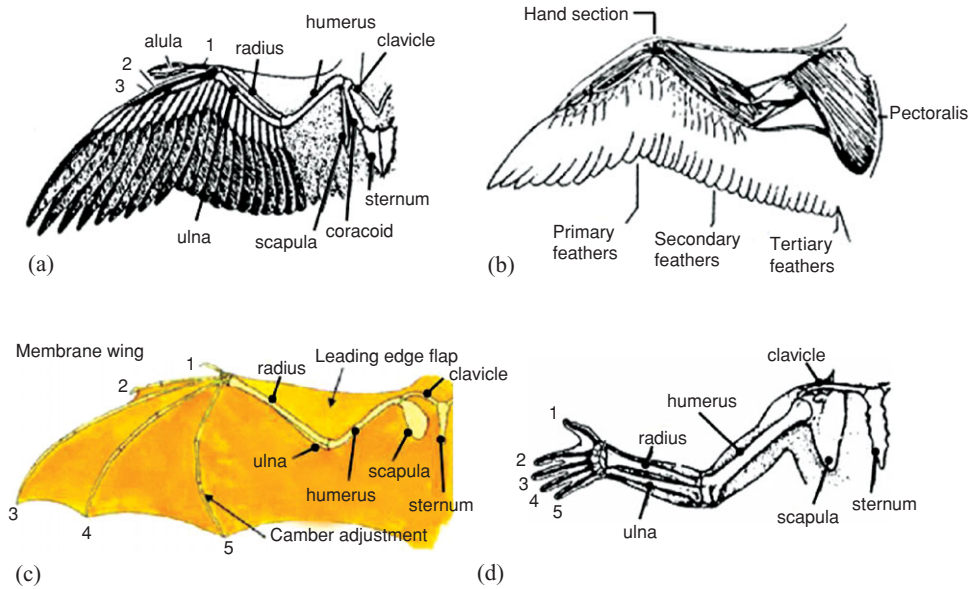 humerus
alula
1
radius
clavicle
2
3
sternum
ulna
scapula
coracoid
(a)
Hand section
Pectoralis
Primary
feathers
Secondary
feathers
Tertiary
feathers
(b)
Membrane wing
1
2
radius
Leading edge flap
clavicle
ulna
scapula
humerus
sternum
3
4
5
Camber adjustment
(c)
clavicle
humerus
1
radius
2
3
4
5
ulna
scapula
sternum
(d)